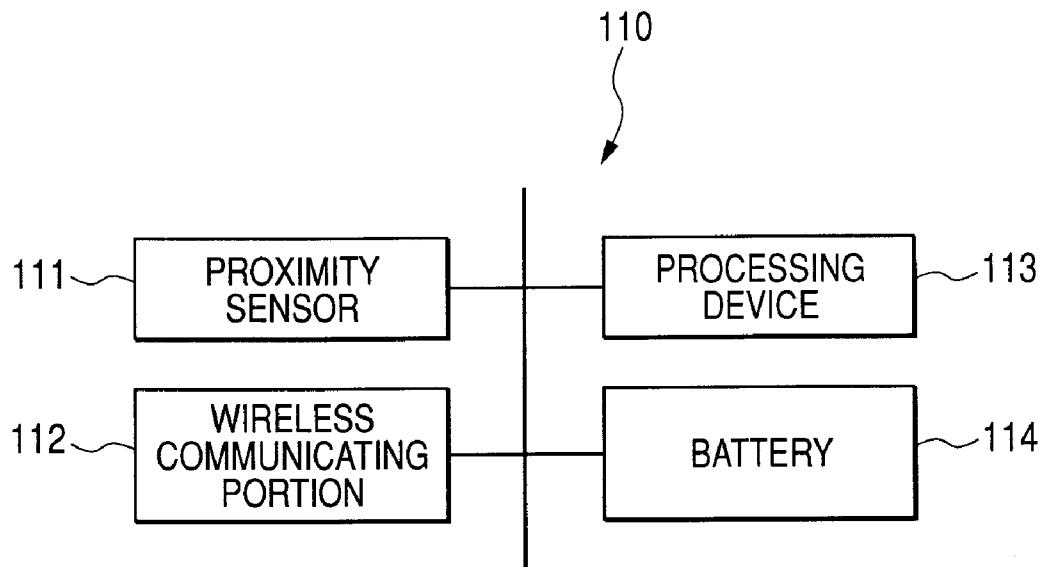 110
111
PROXIMITY
SENSOR
PROCESSING
DEVICE
113
112
WIRELESS
COMMUNICATING
PORTION
BATTERY
114